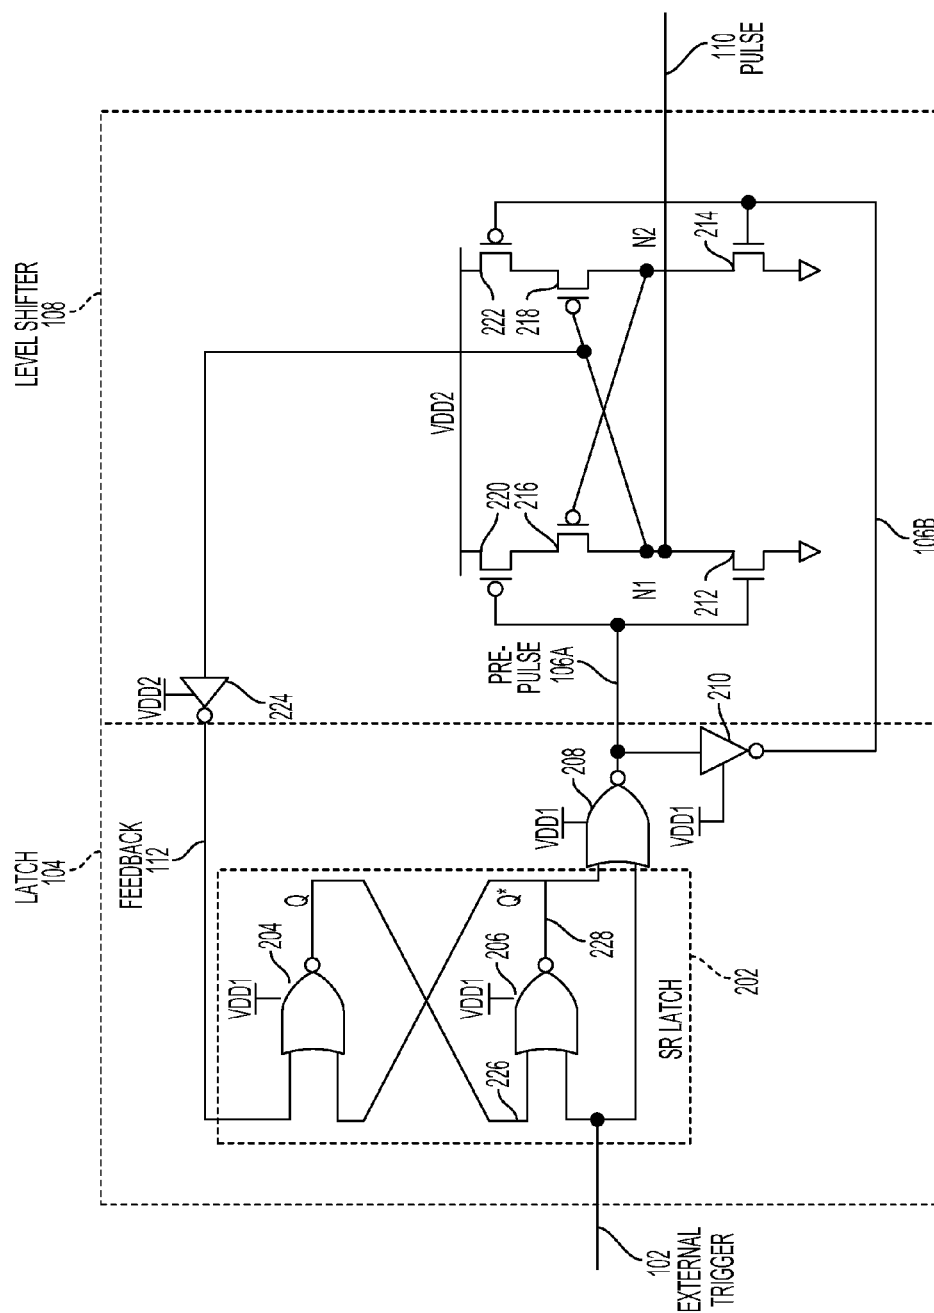 LATCH
104
LEVEL SHIFTER
108
FEEDBACK
112
VDD2
224
VDD1
204
Q
VDD1
206
226
228
Q*
SR LATCH
202
VDD1
208
VDD1
210
PRE-
PULSE
106A
106B
VDD2
220
216
222
218
N1
N2
212
214
102
EXTERNAL
TRIGGER
110
PULSE